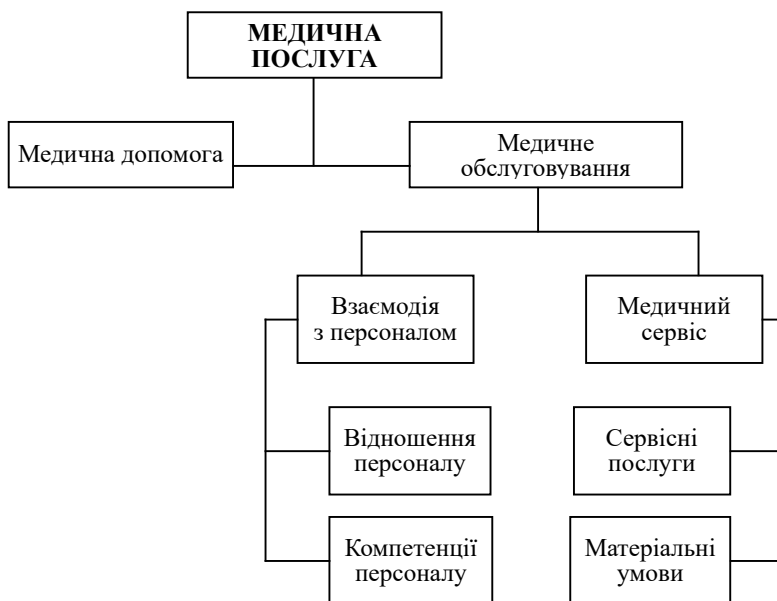 МЕДИЧНА
ПОСЛУГА
Медична допомога
Медичне
обслуговування
Взаємодія
з персоналом
Медичний
сервіс
Відношення
персоналу
Сервісні
послуги
Компетенції
персоналу
Матеріальні
умови